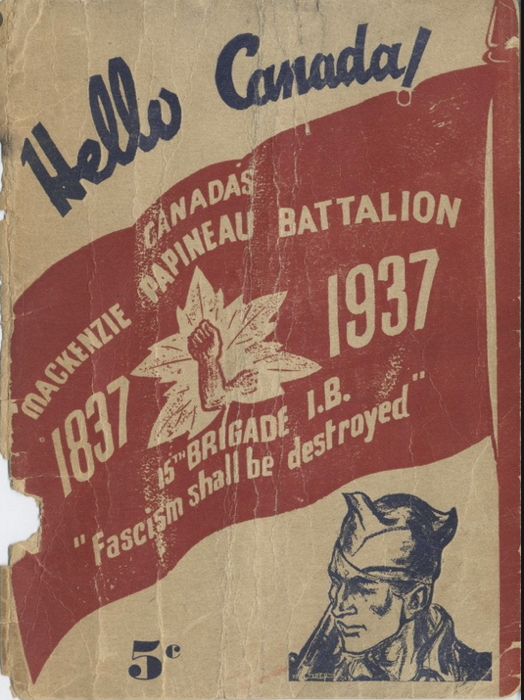 Hello Canada!
CANADA'S
MACKENZIE PAPINEAU BATTALION
1837 1937
15TH BRIGADE I.B.
"Fascism shall be destroyed"
5c